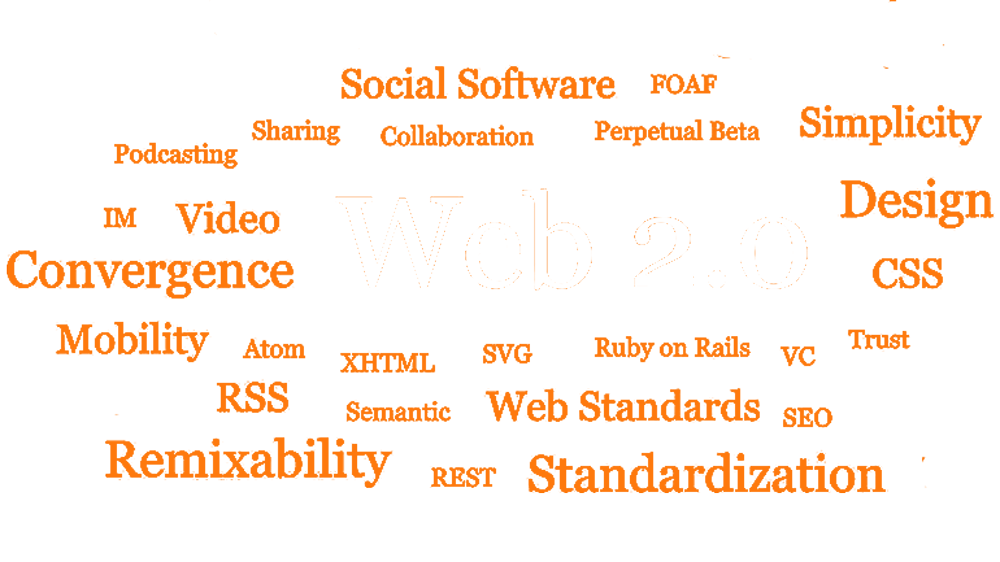 Social Software FOAF
Simplicity
Sharing Collaboration Perpetual Beta
Podcasting
Design
IM Video
Web 2.0
Convergence CSS
Mobility Atom XHTML SVG Ruby on Rails VC Trust
RSS Semantic Web Standards SEO
Remixability REST Standardization